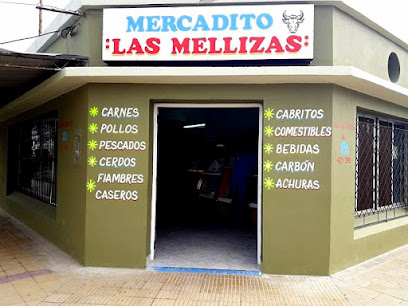 MERCADITO
:LAS MELLIZAS:
CARNES
POLLOS
PESCADOS
CERDOS
FIAMBRES
CASEROS
CABRITOS
COMESTIBLES
BEBIDAS
CARBÓN
ACHURAS